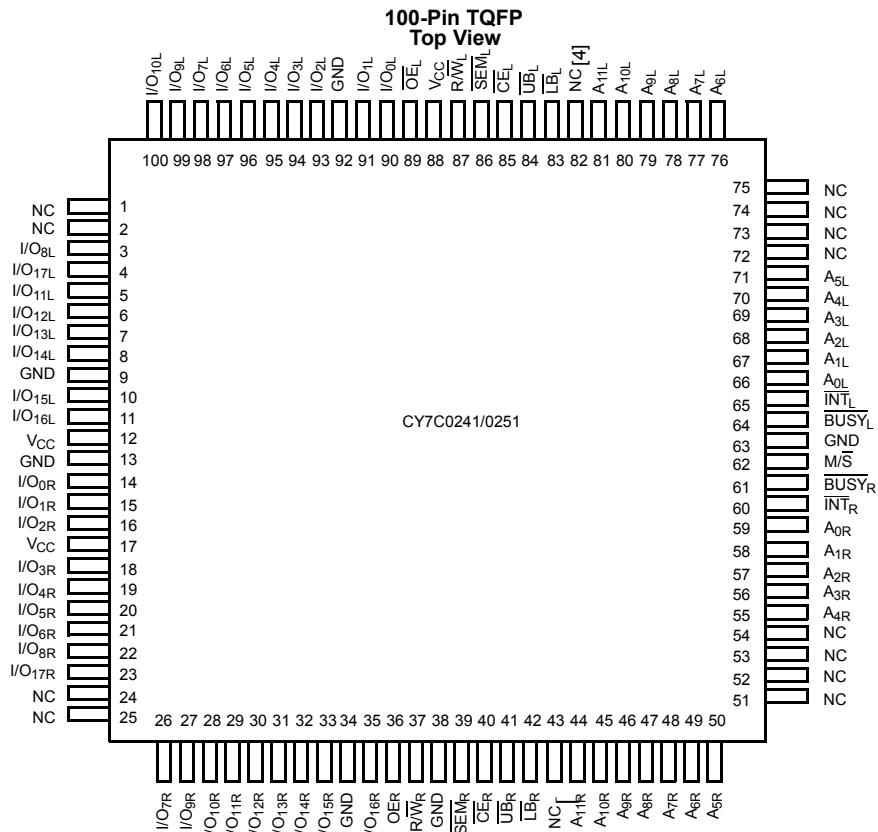 100-Pin TQFP
Top View
I/O10L I/O9L I/O7L I/O6L I/O5L I/O4L I/O3L I/O2L GND I/O1L I/O0L OEL VCC R/WL SEML CEL UBL LBL NC [4] A11L A10L A9L A8L A7L A6L
100 99 98 97 96 95 94 93 92 91 90 89 88 87 86 85 84 83 82 81 80 79 78 77 76
NC 1
NC 2
I/O8L 3
I/O17L 4
I/O11L 5
I/O12L 6
I/O13L 7
I/O14L 8
GND 9
I/O15L 10
I/O16L 11
VCC 12
GND 13
I/O0R 14
I/O1R 15
I/O2R 16
VCC 17
I/O3R 18
I/O4R 19
I/O5R 20
I/O6R 21
I/O8R 22
I/O17R 23
NC 24
NC 25
CY7C0241/0251
75 NC
74 NC
73 NC
72 NC
71 A5L
70 A4L
69 A3L
68 A2L
67 A1L
66 A0L
65 INTL
64 BUSYL
63 GND
62 M/S
61 BUSYR
60 INTR
59 A0R
58 A1R
57 A2R
56 A3R
55 A4R
54 NC
53 NC
52 NC
51 NC
26 27 28 29 30 31 32 33 34 35 36 37 38 39 40 41 42 43 44 45 46 47 48 49 50
I/O7R I/O9R I/O10R I/O11R I/O12R I/O13R I/O14R I/O15R GND I/O16R OER R/WR GND SEMR CER UBR LBR NC A11R A10R A9R A8R A7R A6R A5R